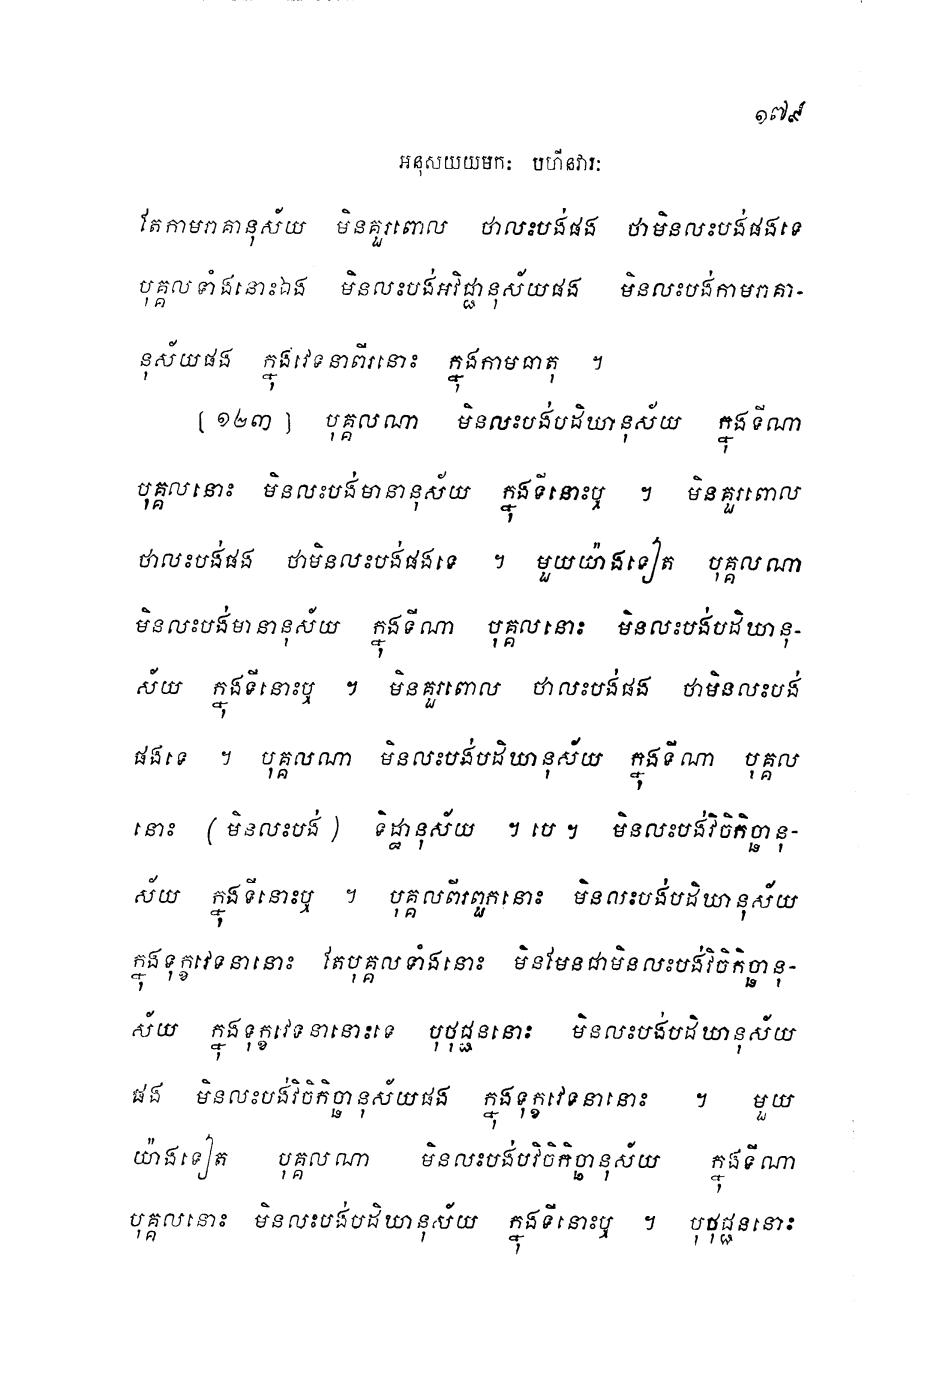 ១៧៩
អនុសយយមកៈ បហីនវារៈ
តែកាមរាគានុស័យ មិនគួរពោល ថាលះបង់ផង ថាមិនលះបង់ផងទេ
បុគ្គលទាំងនោះឯង មិនលះបង់អវិជ្ជានុស័យផង មិនលះបង់កាមរាគា-
នុស័យផង ក្នុងវេទនាពីរនោះ ក្នុងកាមធាតុ ។
[ ១២៣ ] បុគ្គលណា មិនលះបង់បដិឃានុស័យ ក្នុងទីណា
បុគ្គលនោះ មិនលះបង់មានានុស័យ ក្នុងទីនោះឬ ។ មិនគួរពោល
ថាលះបង់ផង ថាមិនលះបង់ផងទេ ។ មួយយ៉ាងទៀត បុគ្គលណា
មិនលះបង់មានានុស័យ ក្នុងទីណា បុគ្គលនោះ មិនលះបង់បដិឃានុ-
ស័យ ក្នុងទីនោះឬ ។ មិនគួរពោល ថាលះបង់ផង ថាមិនលះបង់
ផងទេ ។ បុគ្គលណា មិនលះបង់បដិឃានុស័យ ក្នុងទីណា បុគ្គល
នោះ (មិនលះបង់) ទិដ្ឋានុស័យ ។ បេ ។ មិនលះបង់វិចិកិច្ឆានុ-
ស័យ ក្នុងទីនោះឬ ។ បុគ្គលពីរពួកនោះ មិនលះបង់បដិឃានុស័យ
ក្នុងទុក្ខវេទនានោះ តែបុគ្គលទាំងនោះ មិនមែនជាមិនលះបង់វិចិកិច្ឆានុ-
ស័យ ក្នុងទុក្ខវេទនានោះទេ បុថុជ្ជននោះ មិនលះបង់បដិឃានុស័យ
ផង មិនលះបង់វិចិកិច្ឆានុស័យផង ក្នុងទុក្ខវេទនានោះ ។ មួយ
យ៉ាងទៀត បុគ្គលណា មិនលះបង់បវិចិកិច្ឆានុស័យ ក្នុងទីណា
បុគ្គលនោះ មិនលះបង់បដិឃានុស័យ ក្នុងទីនោះឬ ។ បុថុជ្ជននោះ